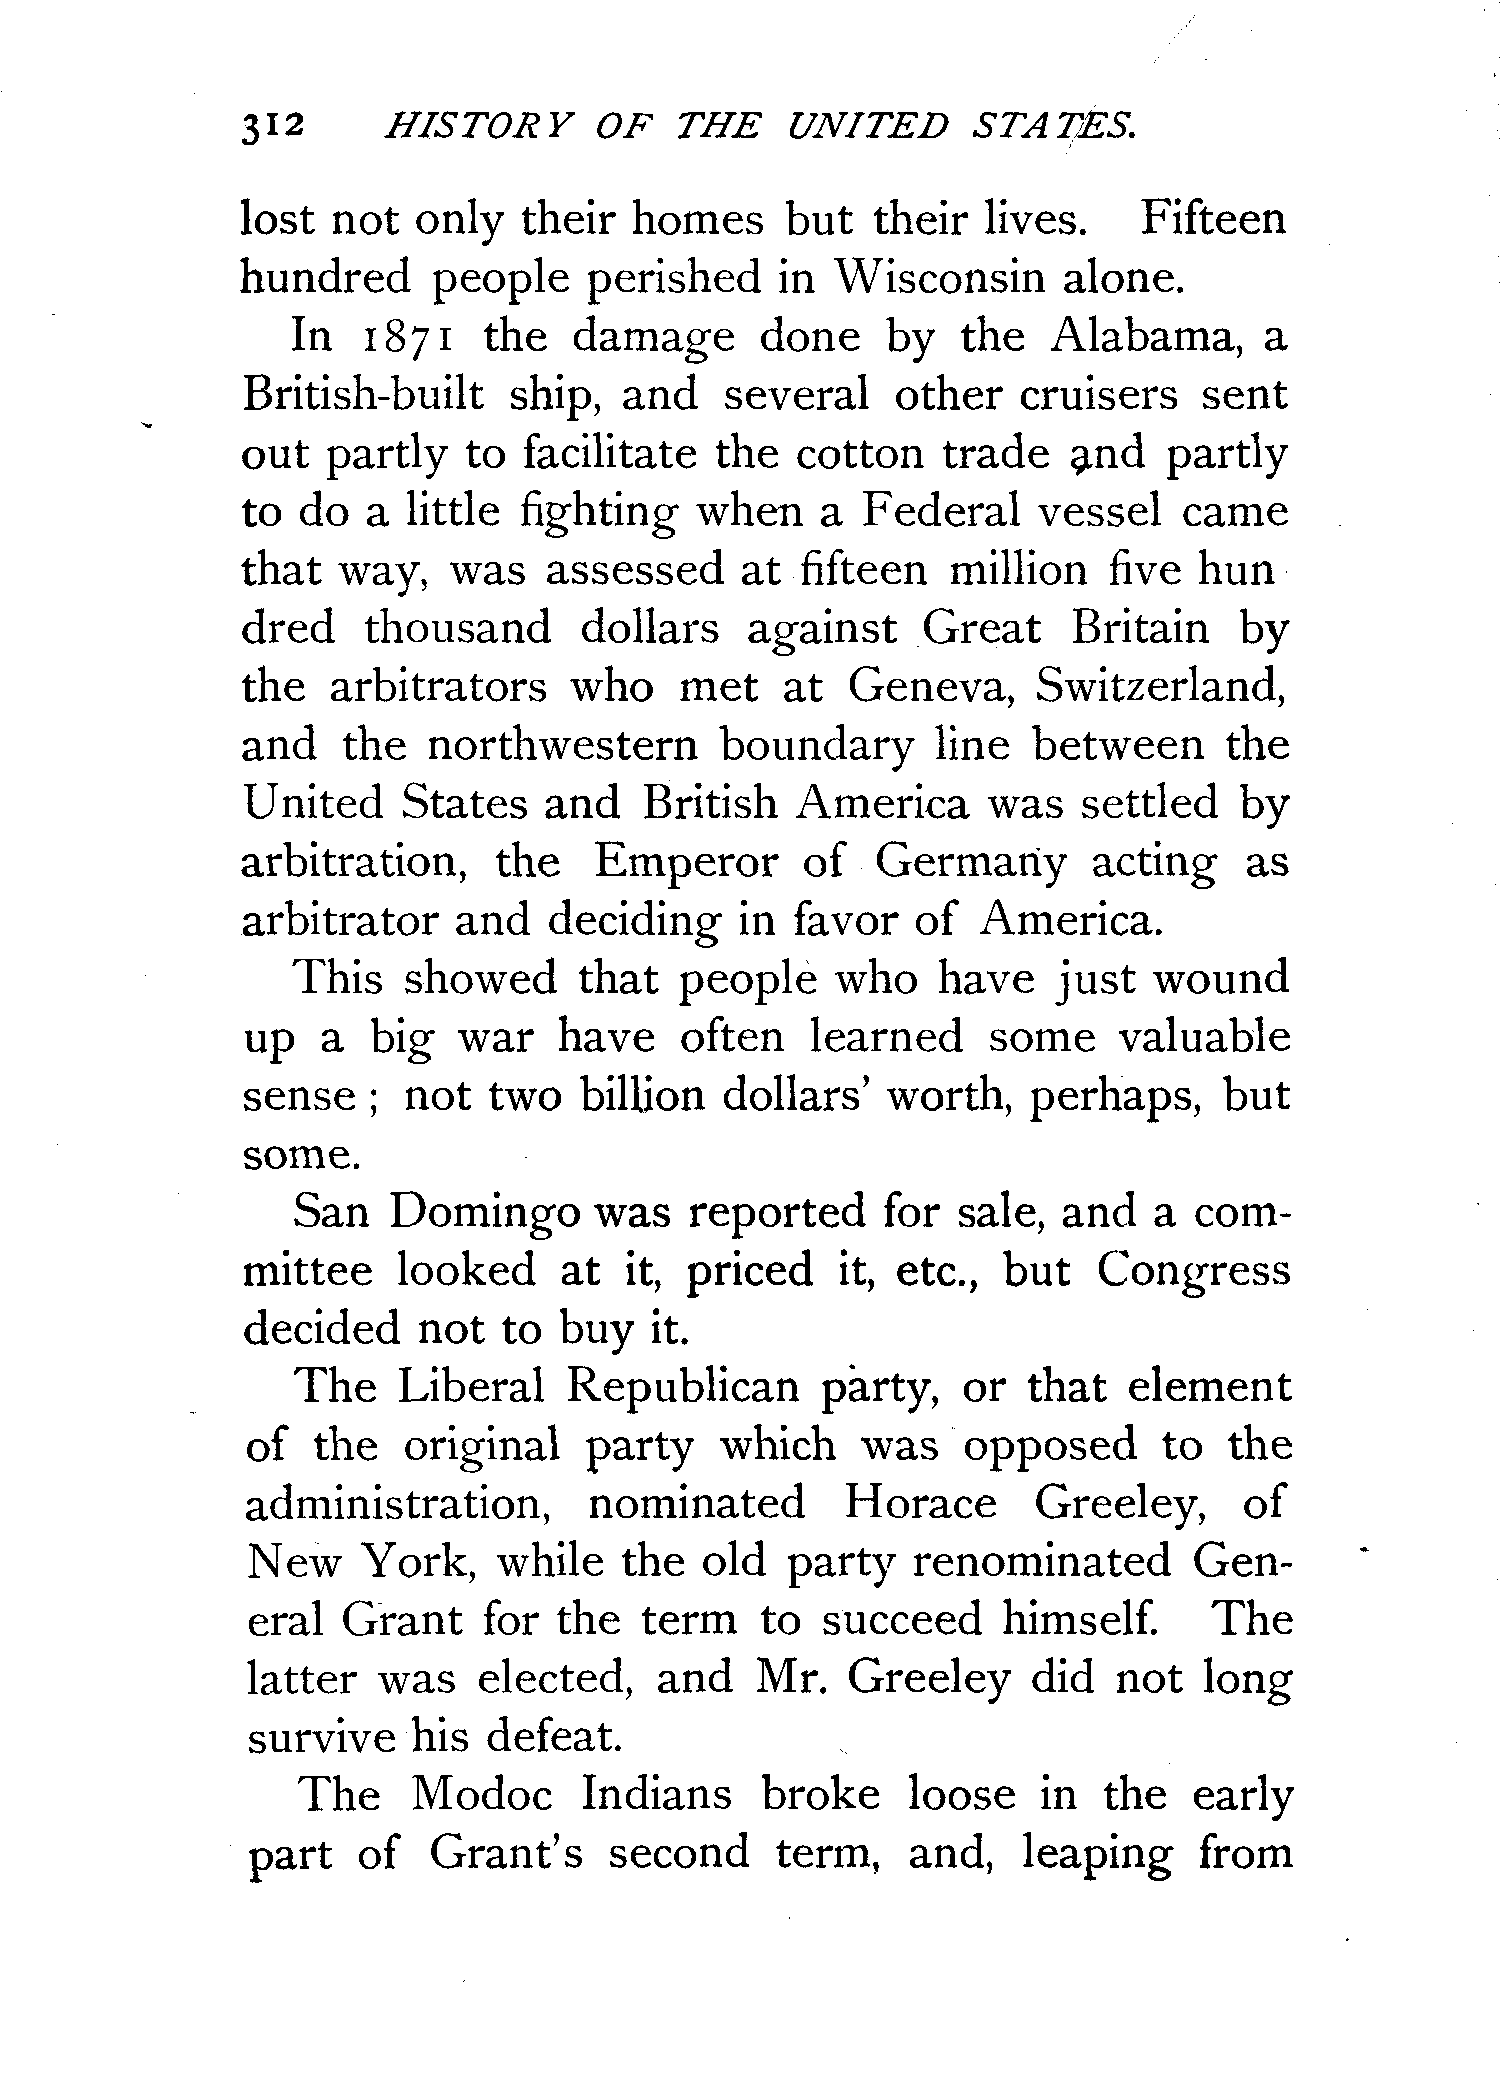 312 HISTORY OF THE UNITED STATES.
lost not only their homes but their lives. Fifteen
hundred people perished in Wisconsin alone.
In 1871 the damage done by the Alabama, a
British-built ship, and several other cruisers sent
out partly to facilitate the cotton trade and partly
to do a little fighting when a Federal vessel came
that way, was assessed at fifteen million five hun
dred thousand dollars against Great Britain by
the arbitrators who met at Geneva, Switzerland,
and the northwestern boundary line between the
United States and British America was settled by
arbitration, the Emperor of Germany acting as
arbitrator and deciding in favor of America.
This showed that people who have just wound
up a big war have often learned some valuable
sense ; not two billion dollars' worth, perhaps, but
some.
San Domingo was reported for sale, and a com-
mittee looked at it, priced it, etc., but Congress
decided not to buy it.
The Liberal Republican party, or that element
of the original party which was opposed to the
administration, nominated Horace Greeley, of
New York, while the old party renominated Gen-
eral Grant for the term to succeed himself. The
latter was elected, and Mr. Greeley did not long
survive his defeat.
The Modoc Indians broke loose in the early
part of Grant's second term, and, leaping from